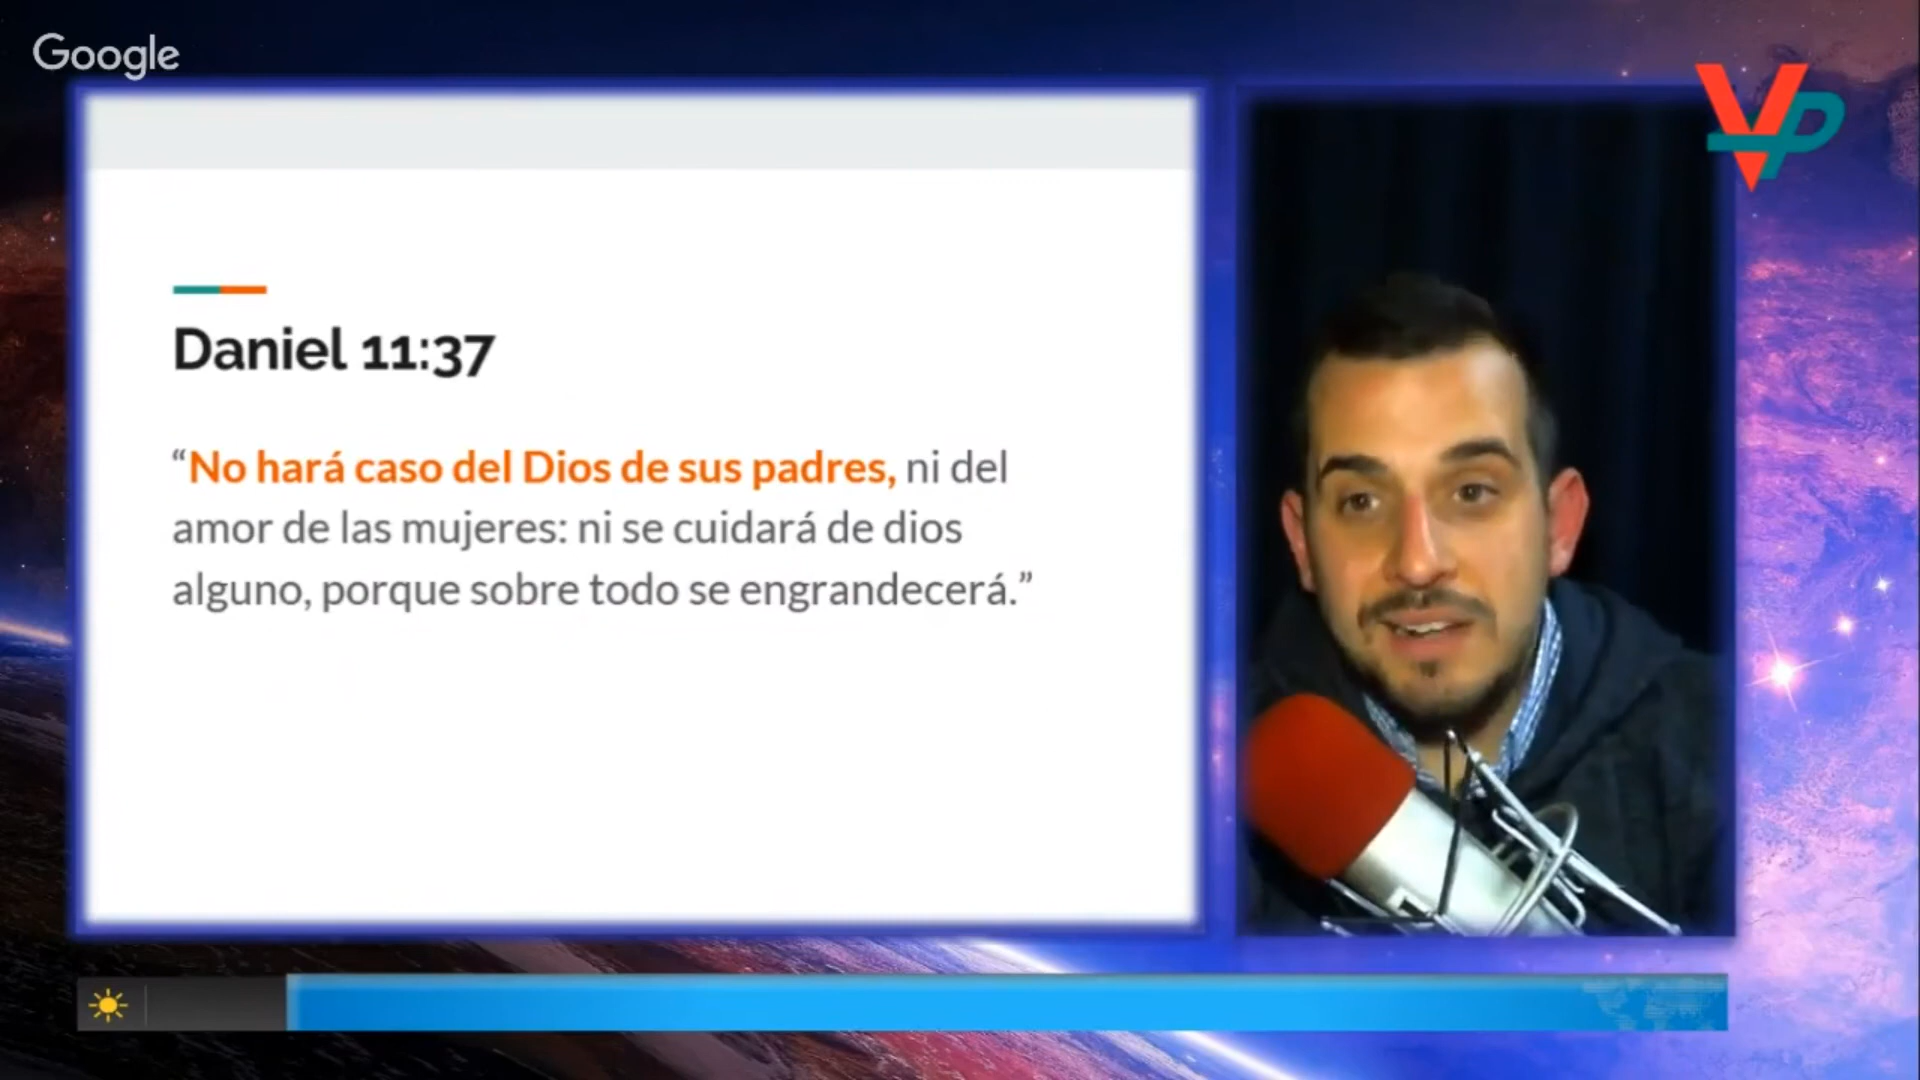 Google
VP
Daniel 11:37
“No hará caso del Dios de sus padres, ni del
amor de las mujeres: ni se cuidará de dios
alguno, porque sobre todo se engrandecerá.”